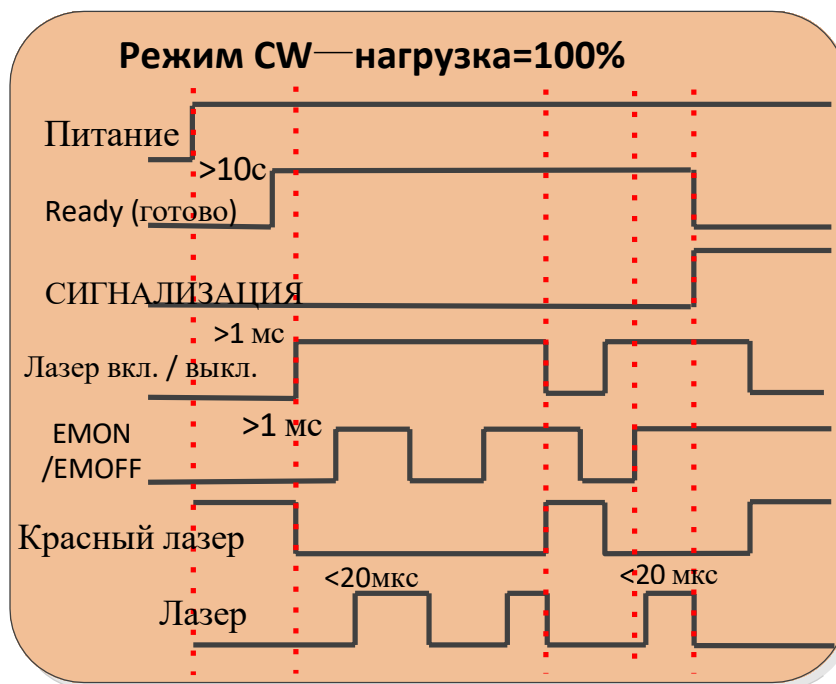 Режим CW—нагрузка=100%
Питание
>10с
Ready (готово)
СИГНАЛИЗАЦИЯ
>1 мс
Лазер вкл. / выкл.
>1 мс
EMON
/EMOFF
Красный лазер
<20мкс
<20 мкс
Лазер